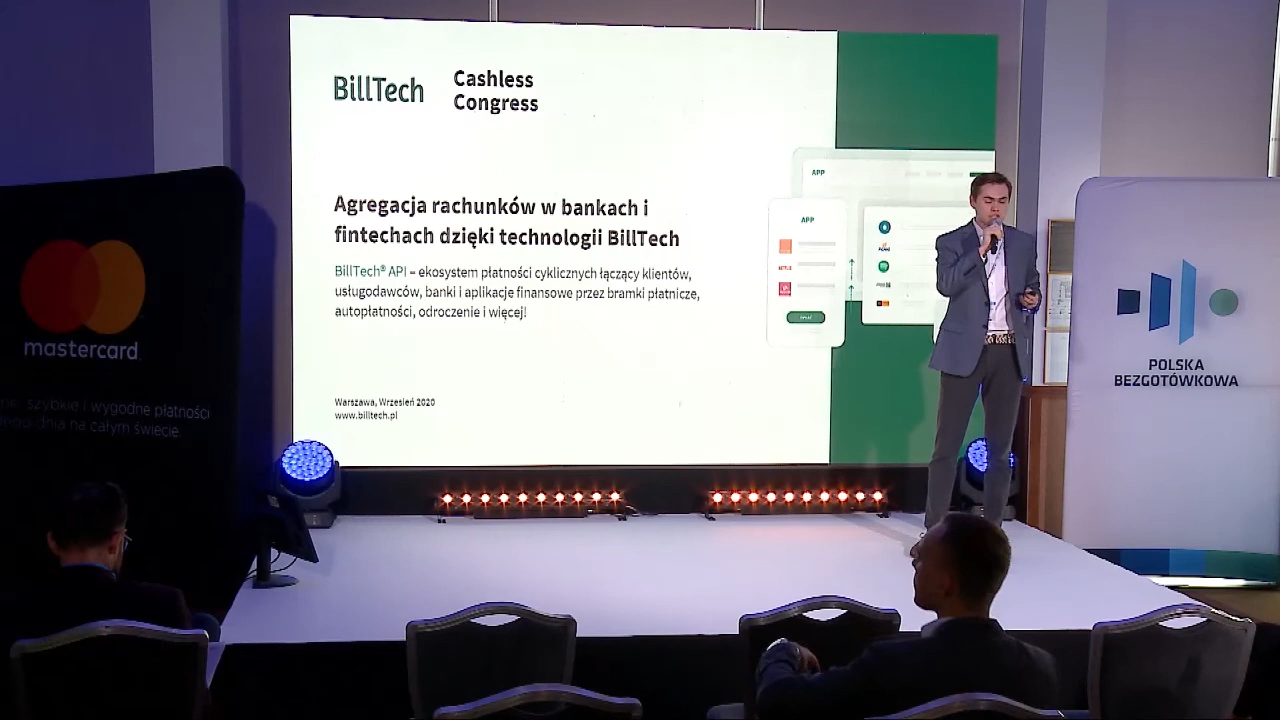 BillTech
Cashless
Congress
Agregacja rachunków w bankach i
fintechach dzięki technologii BillTech
BillTech® API – ekosystem płatności cyklicznych łączący klientów,
usługodawców, banki i aplikacje finansowe przez bramki płatnicze,
autopłatności, odroczenie i więcej!
Warszawa, Wrzesień 2020
www.billtech.pl
APP
APP
NETFLIX
mastercard
szybkie i wygodne płatności
dnia na całym świecie
POLSKA
BEZGOTÓWKOWA